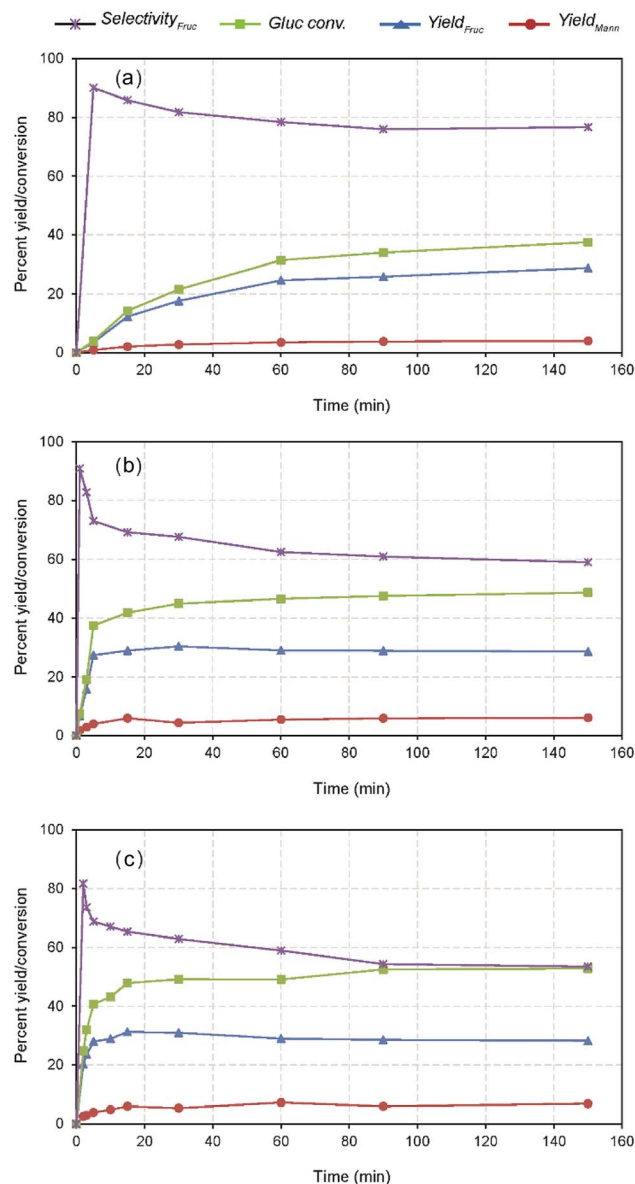 Selectivity_Fruc Gluc conv. Yield_Fruc Yield_Mann
(a)
Percent yield/conversion
100
80
60
40
20
0
0 20 40 60 80 100 120 140 160
Time (min)
(b)
Percent yield/conversion
100
80
60
40
20
0
0 20 40 60 80 100 120 140 160
Time (min)
(c)
Percent yield/conversion
100
80
60
40
20
0
0 20 40 60 80 100 120 140 160
Time (min)